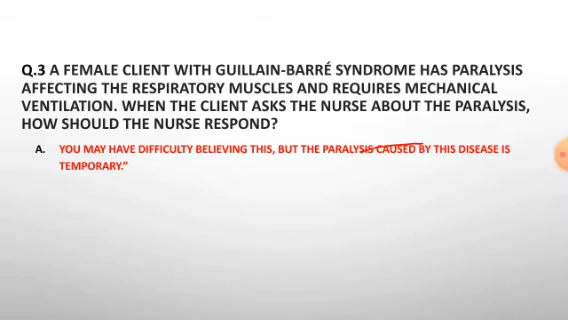 Q.3 A FEMALE CLIENT WITH GUILLAIN-BARRÉ SYNDROME HAS PARALYSIS
AFFECTING THE RESPIRATORY MUSCLES AND REQUIRES MECHANICAL
VENTILATION. WHEN THE CLIENT ASKS THE NURSE ABOUT THE PARALYSIS,
HOW SHOULD THE NURSE RESPOND?
A. YOU MAY HAVE DIFFICULTY BELIEVING THIS, BUT THE PARALYSIS CAUSED BY THIS DISEASE IS
TEMPORARY.”